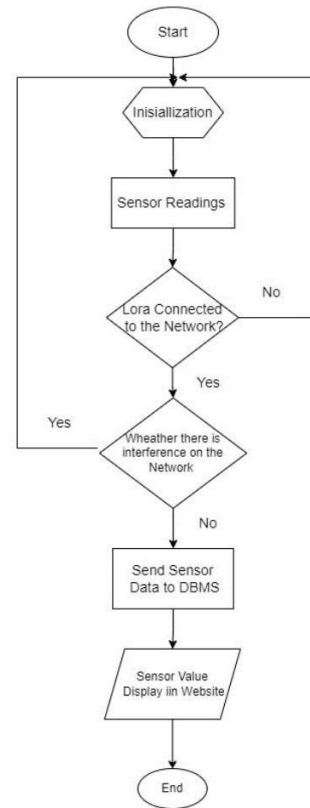 Start
Inisiallization
Sensor Readings
Lora Connected
to the Network?
No
Yes
Yes
Wheather there is
interference on the
Network
No
Send Sensor
Data to DBMS
Sensor Value
Display iin Website
End